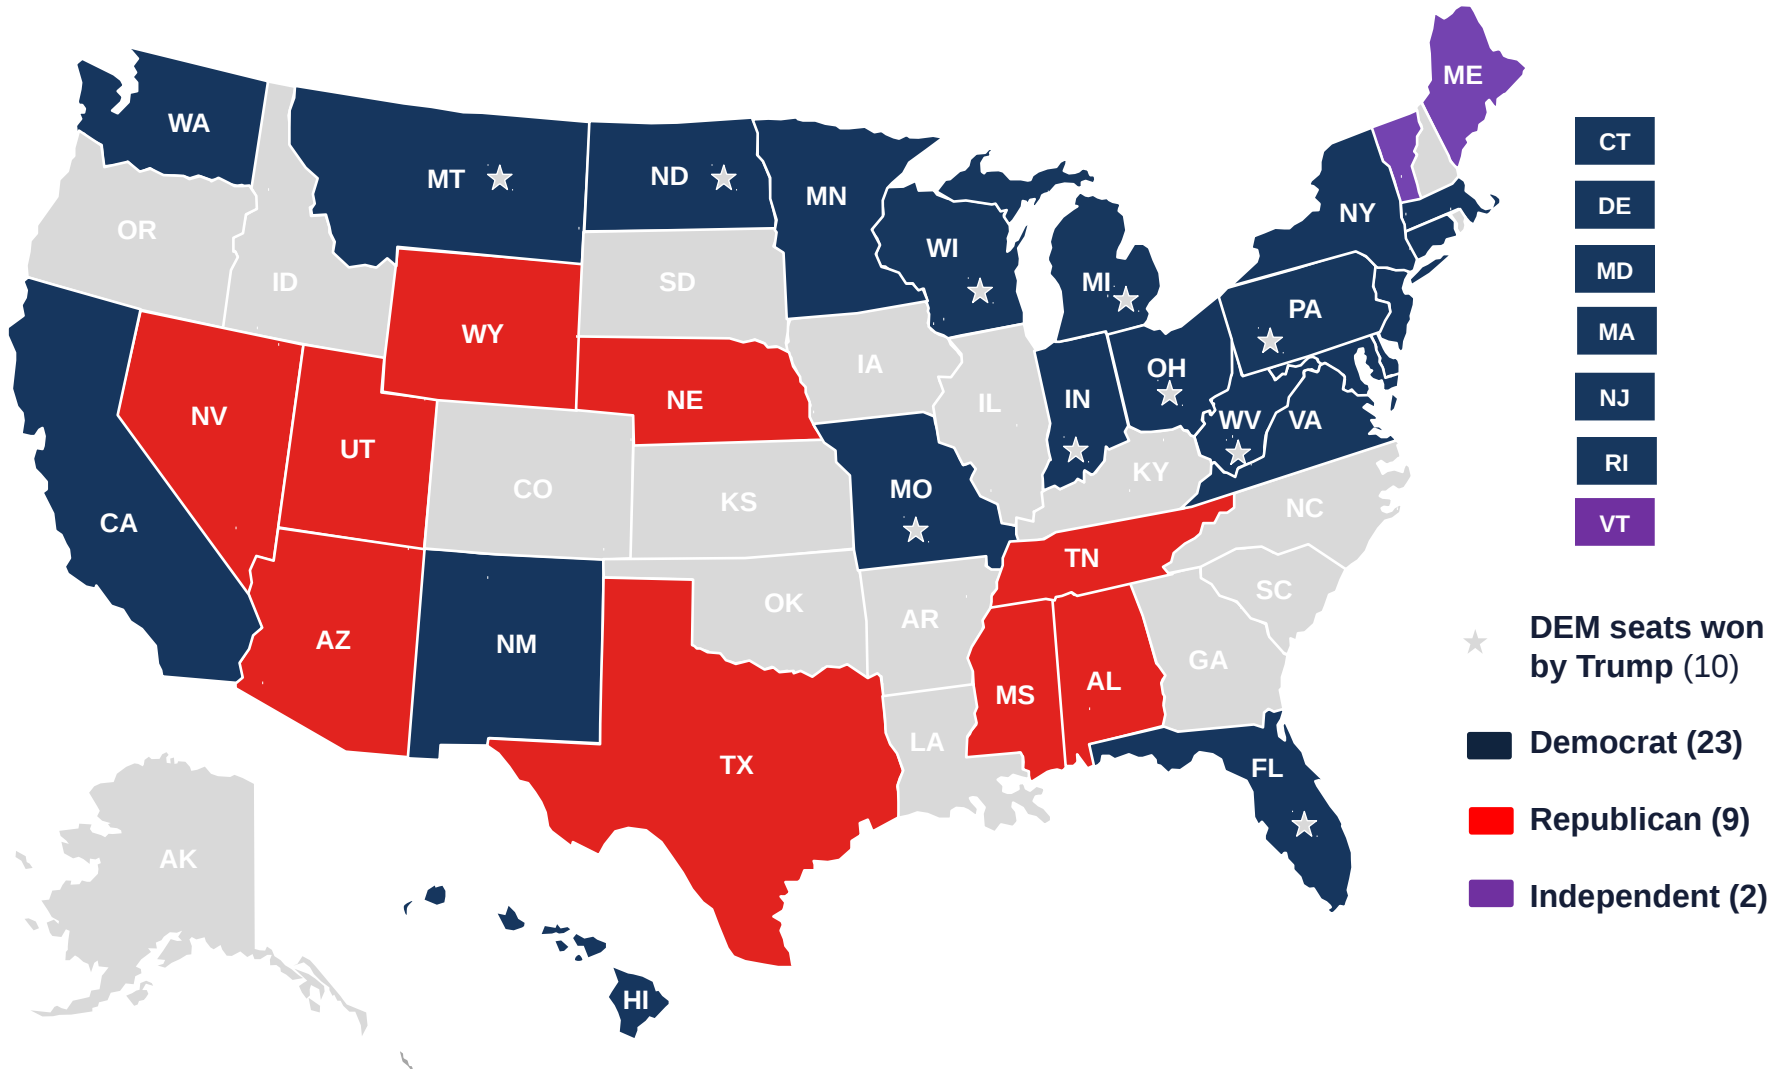 ME
WA
CT
MT
ND
MN
DE
NY
OR
WI
MD
ID
SD
MI
PA
MA
WY
IA
OH
NE
IN
NJ
NV
IL
WV
VA
UT
RI
KY
CO
MO
KS
NC
CA
VT
TN
SC
OK
AR
AZ
NM
DEM seats won
by Trump (10)
GA
MS
AL
LA
Democrat (23)
TX
FL
Republican (9)
AK
Independent (2)
HI